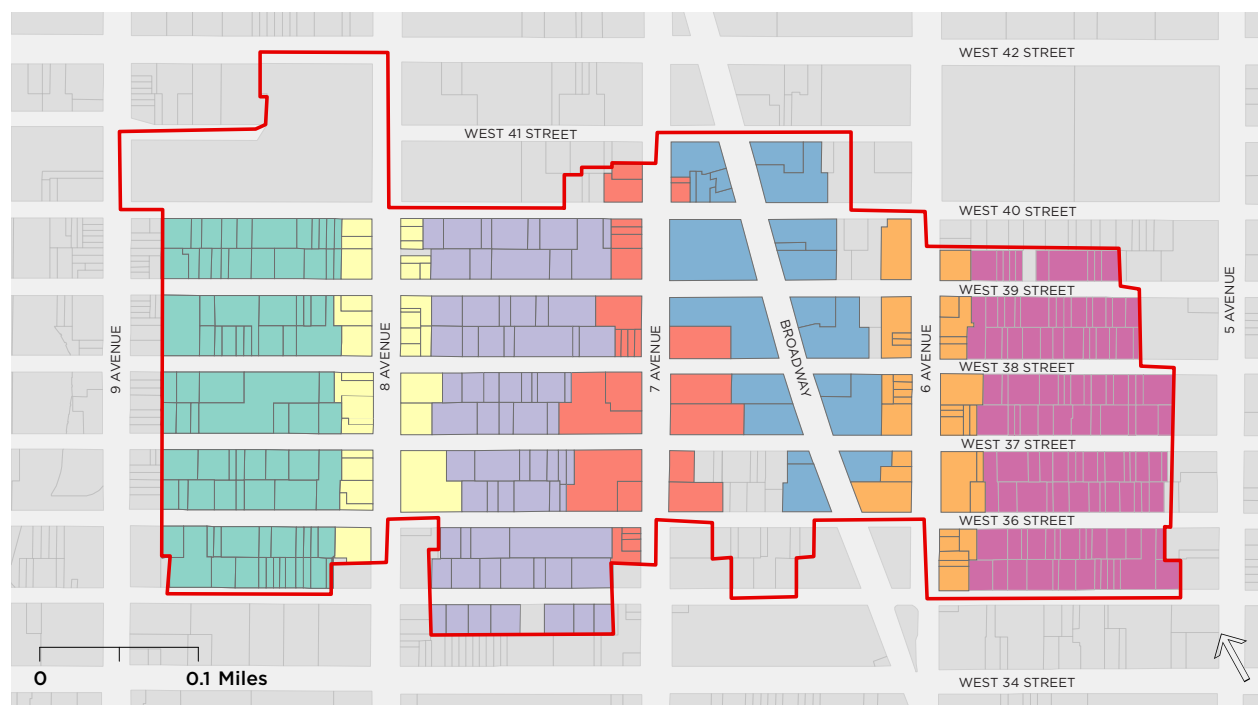 WEST 42 STREET
WEST 41 STREET
WEST 40 STREET
WEST 39 STREET
5 AVENUE
9 AVENUE
8 AVENUE
7 AVENUE
BROADWAY
6 AVENUE
WEST 38 STREET
WEST 37 STREET
WEST 36 STREET
0
0.1 Miles
WEST 34 STREET